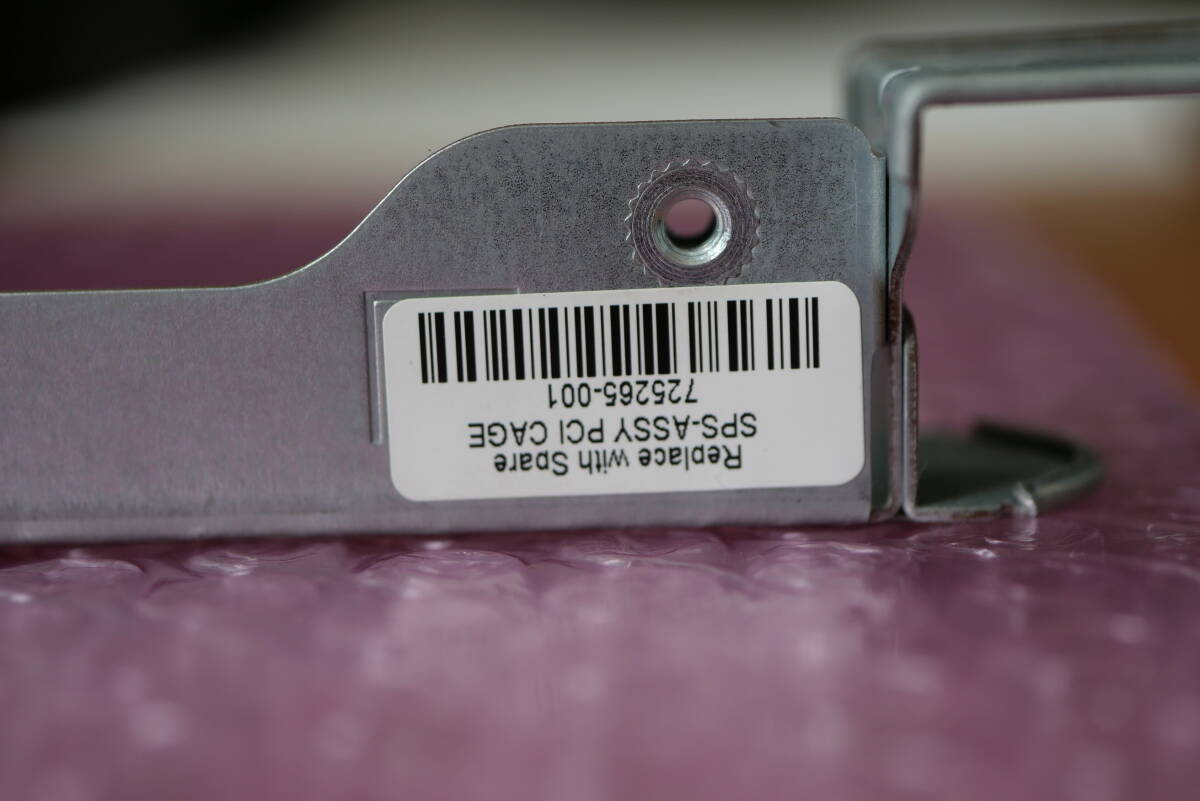 Replace with Spare
SPS-ASSY PCI CAGE
725265-001